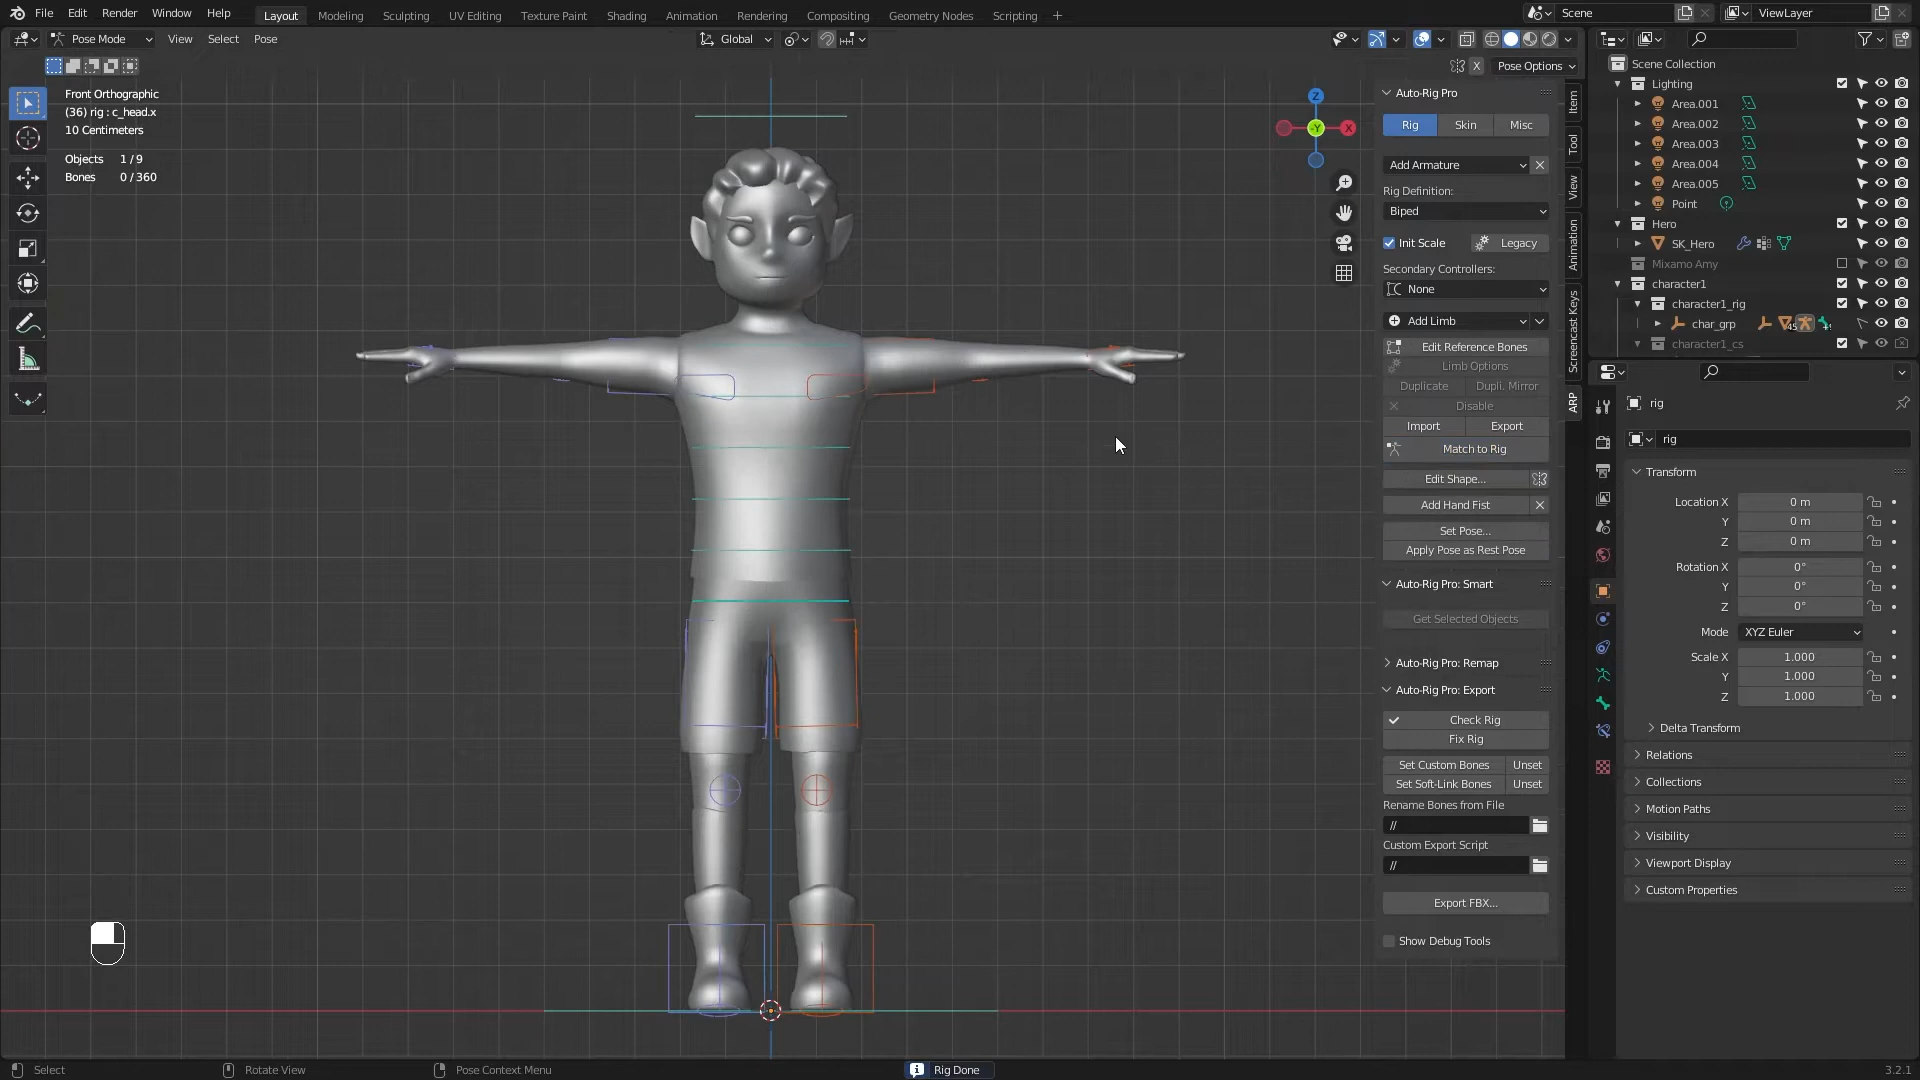 File Edit Render Window Help
Layout Modeling Sculpting UV Editing Texture Paint Shading Animation Rendering Compositing Geometry Nodes Scripting +
Scene
ViewLayer
Pose Mode View Select Pose
Global
X Pose Options
Front Orthographic
(36) rig : c_head.x
10 Centimeters
Objects 1 / 9
Bones 0 / 360
Z
X
Y
Auto-Rig Pro
Rig Skin Misc
Add Armature
Rig Definition:
Biped
Init Scale Legacy
Secondary Controllers:
None
Add Limb
Edit Reference Bones
Limb Options
Duplicate Dupli. Mirror
Disable
Import Export
Match to Rig
Edit Shape...
Add Hand Fist
Set Pose...
Apply Pose as Rest Pose
Auto-Rig Pro: Smart
Get Selected Objects
Auto-Rig Pro: Remap
Auto-Rig Pro: Export
Check Rig
Fix Rig
Set Custom Bones Unset
Set Soft-Link Bones Unset
Rename Bones from File
//
Custom Export Script
//
Export FBX...
Show Debug Tools
Item
Tool
View
Animation
Screencast Keys
ARP
Scene Collection
Lighting
Area.001
Area.002
Area.003
Area.004
Area.005
Point
Hero
SK_Hero
Mixamo Amy
character1
character1_rig
char_grp
character1_cs
rig
rig
Transform
Location X 0 m
Y 0 m
Z 0 m
Rotation X 0°
Y 0°
Z 0°
Mode XYZ Euler
Scale X 1.000
Y 1.000
Z 1.000
Delta Transform
Relations
Collections
Motion Paths
Visibility
Viewport Display
Custom Properties
Select Rotate View Pose Context Menu Rig Done 3.2.1